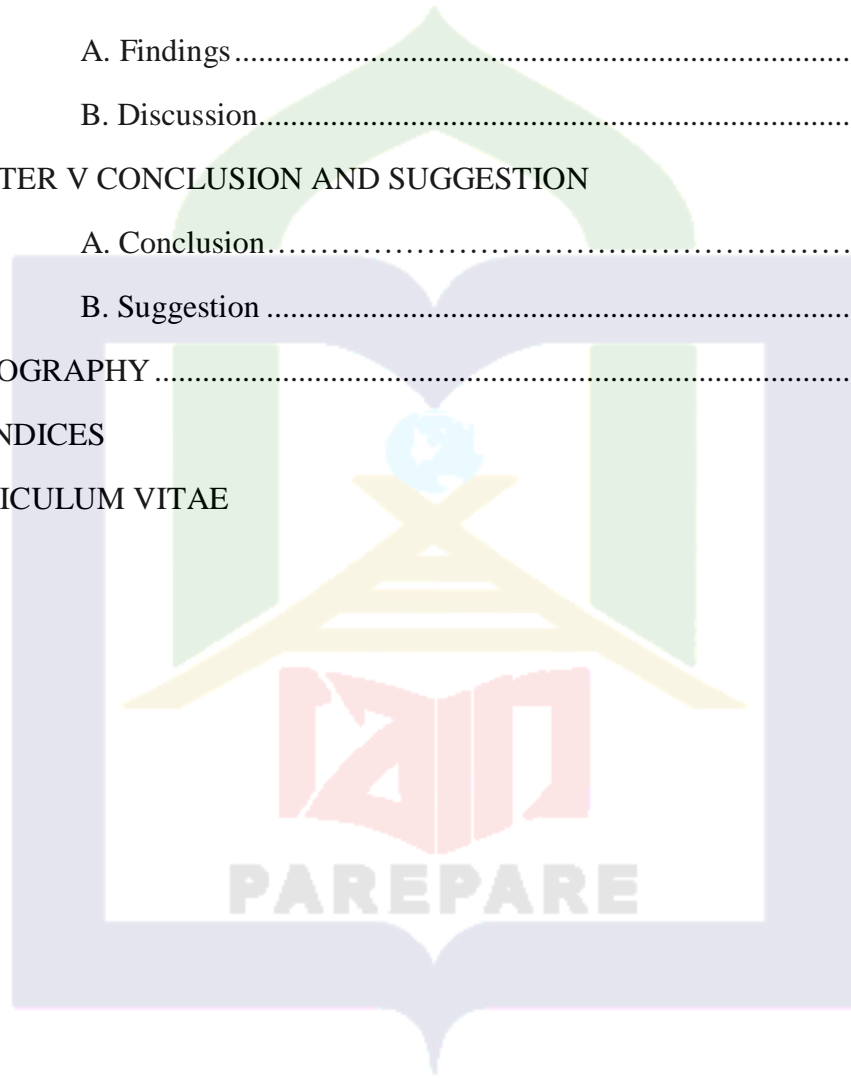 A. Findings................................................................................
B. Discussion.............................................................................
TER V CONCLUSION AND SUGGESTION
A. Conclusion……………………………………………………
B. Suggestion ............................................................................
OGRAPHY .........................................................................................
NDICES
ICULUM VITAE
PAREPARE